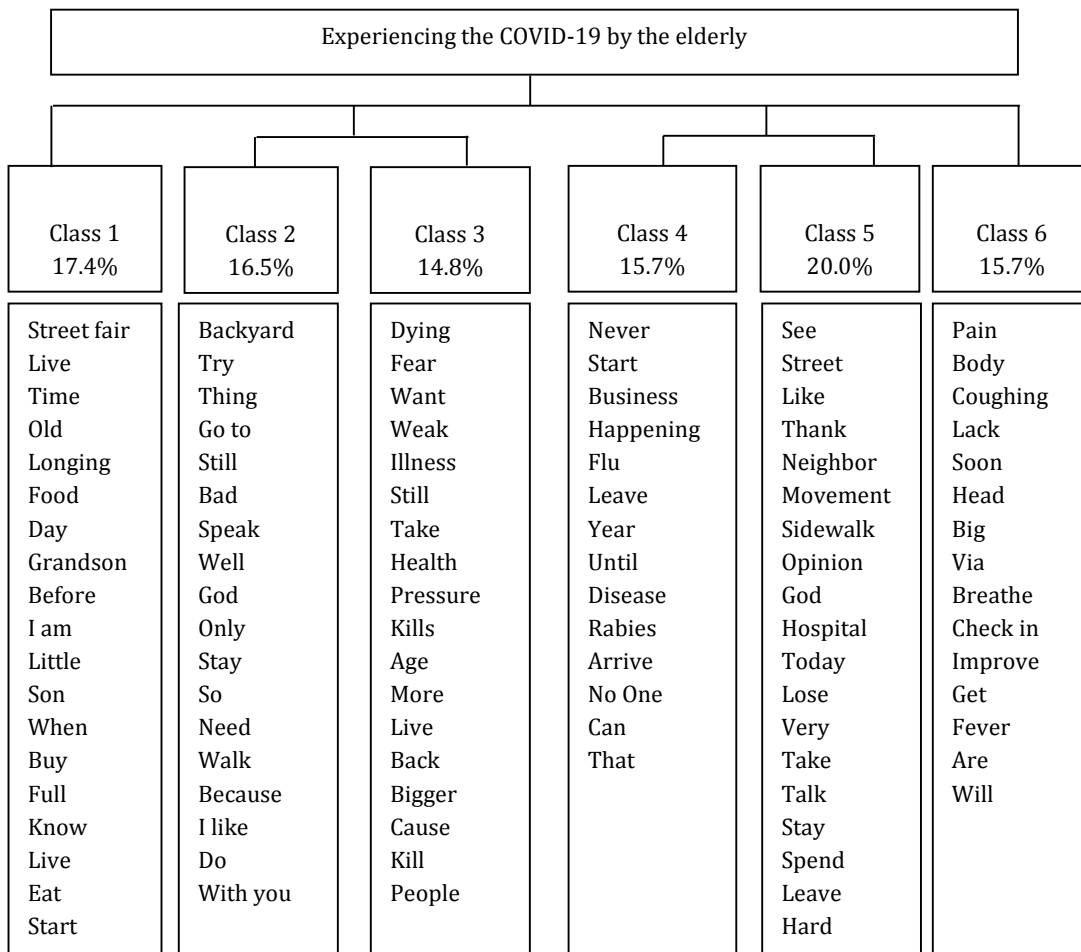 Experiencing the COVID-19 by the elderly
Class 1
17.4%
Street fair
Live
Time
Old
Longing
Food
Day
Grandson
Before
I am
Little
Son
When
Buy
Full
Know
Live
Eat
Start
Class 2
16.5%
Backyard
Try
Thing
Go to
Still
Bad
Speak
Well
God
Only
Stay
So
Need
Walk
Because
I like
Do
With you
Class 3
14.8%
Dying
Fear
Want
Weak
Illness
Still
Take
Health
Pressure
Kills
Age
More
Live
Back
Bigger
Cause
Kill
People
Class 4
15.7%
Never
Start
Business
Happening
Flu
Leave
Year
Until
Disease
Rabies
Arrive
No One
Can
That
Class 5
20.0%
See
Street
Like
Thank
Neighbor
Movement
Sidewalk
Opinion
God
Hospital
Today
Lose
Very
Take
Talk
Stay
Spend
Leave
Hard
Class 6
15.7%
Pain
Body
Coughing
Lack
Soon
Head
Big
Via
Breathe
Check in
Improve
Get
Fever
Are
Will